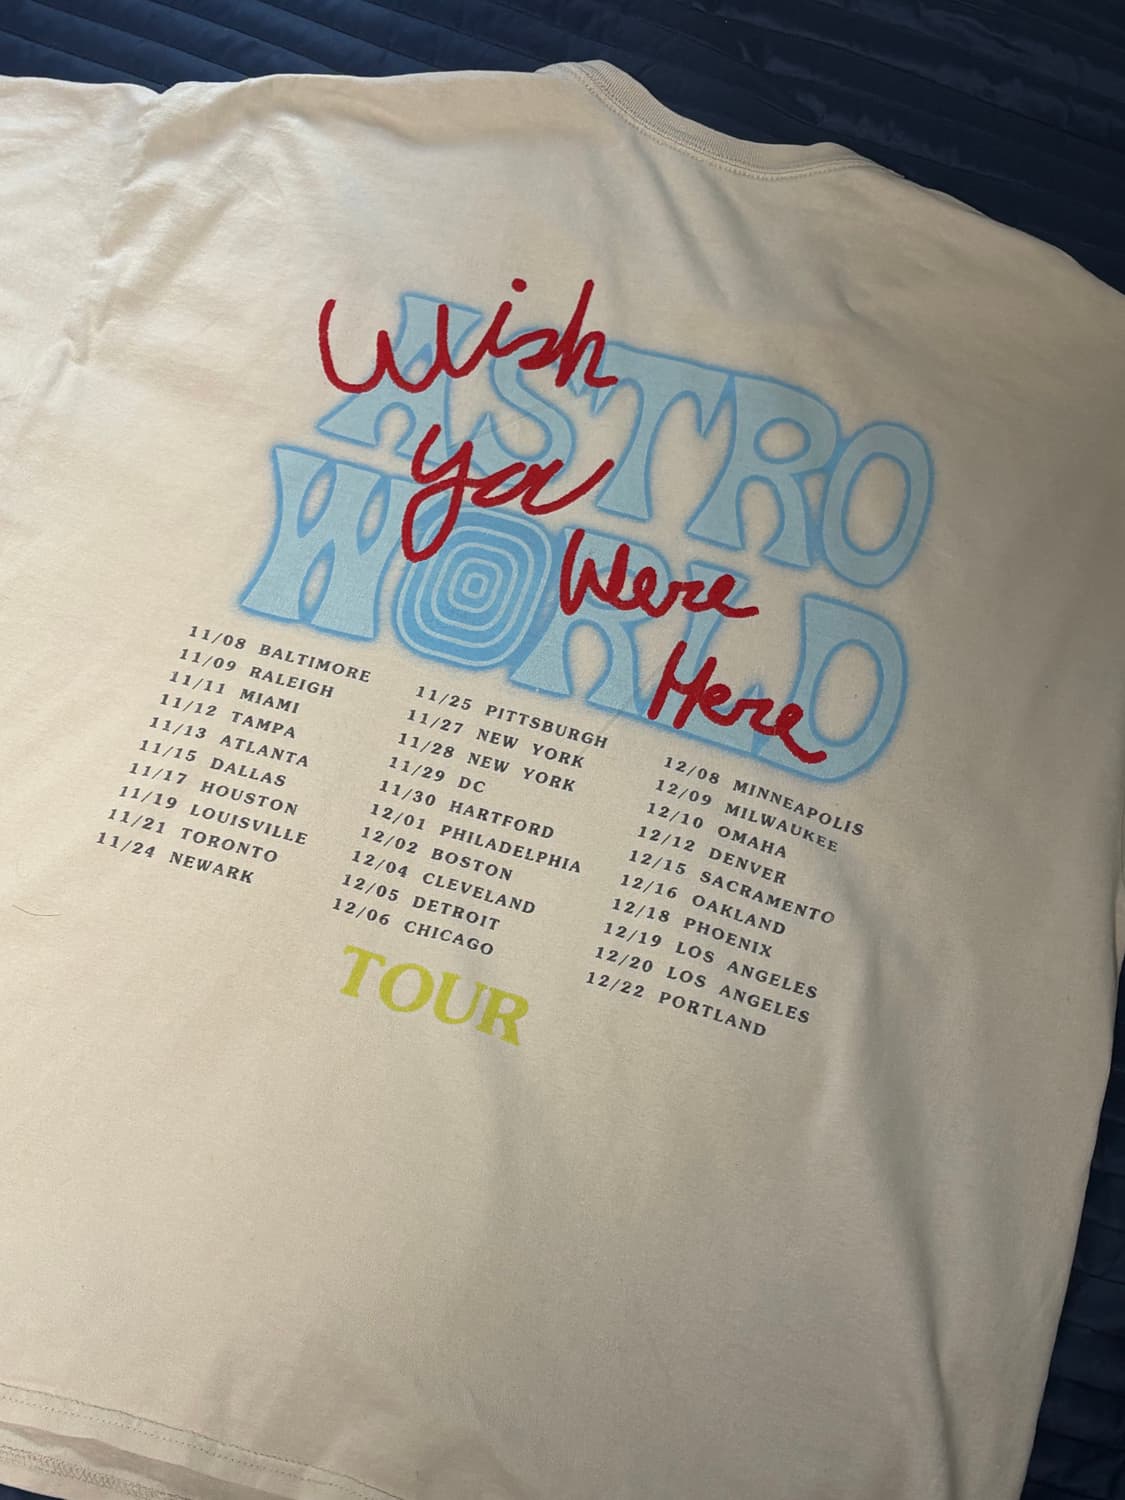 Wish
you
Were
Here
ASTRO
WORLD
11/08 BALTIMORE
11/09 RALEIGH
11/11 MIAMI
11/12 TAMPA
11/13 ATLANTA
11/15 DALLAS
11/17 HOUSTON
11/19 LOUISVILLE
11/21 TORONTO
11/24 NEWARK
11/25 PITTSBURGH
11/27 NEW YORK
11/28 NEW YORK
11/29 DC
11/30 HARTFORD
12/01 PHILADELPHIA
12/02 BOSTON
12/04 CLEVELAND
12/05 DETROIT
12/06 CHICAGO
12/08 MINNEAPOLIS
12/09 MILWAUKEE
12/10 OMAHA
12/12 DENVER
12/15 SACRAMENTO
12/16 OAKLAND
12/18 PHOENIX
12/19 LOS ANGELES
12/20 LOS ANGELES
12/22 PORTLAND
TOUR